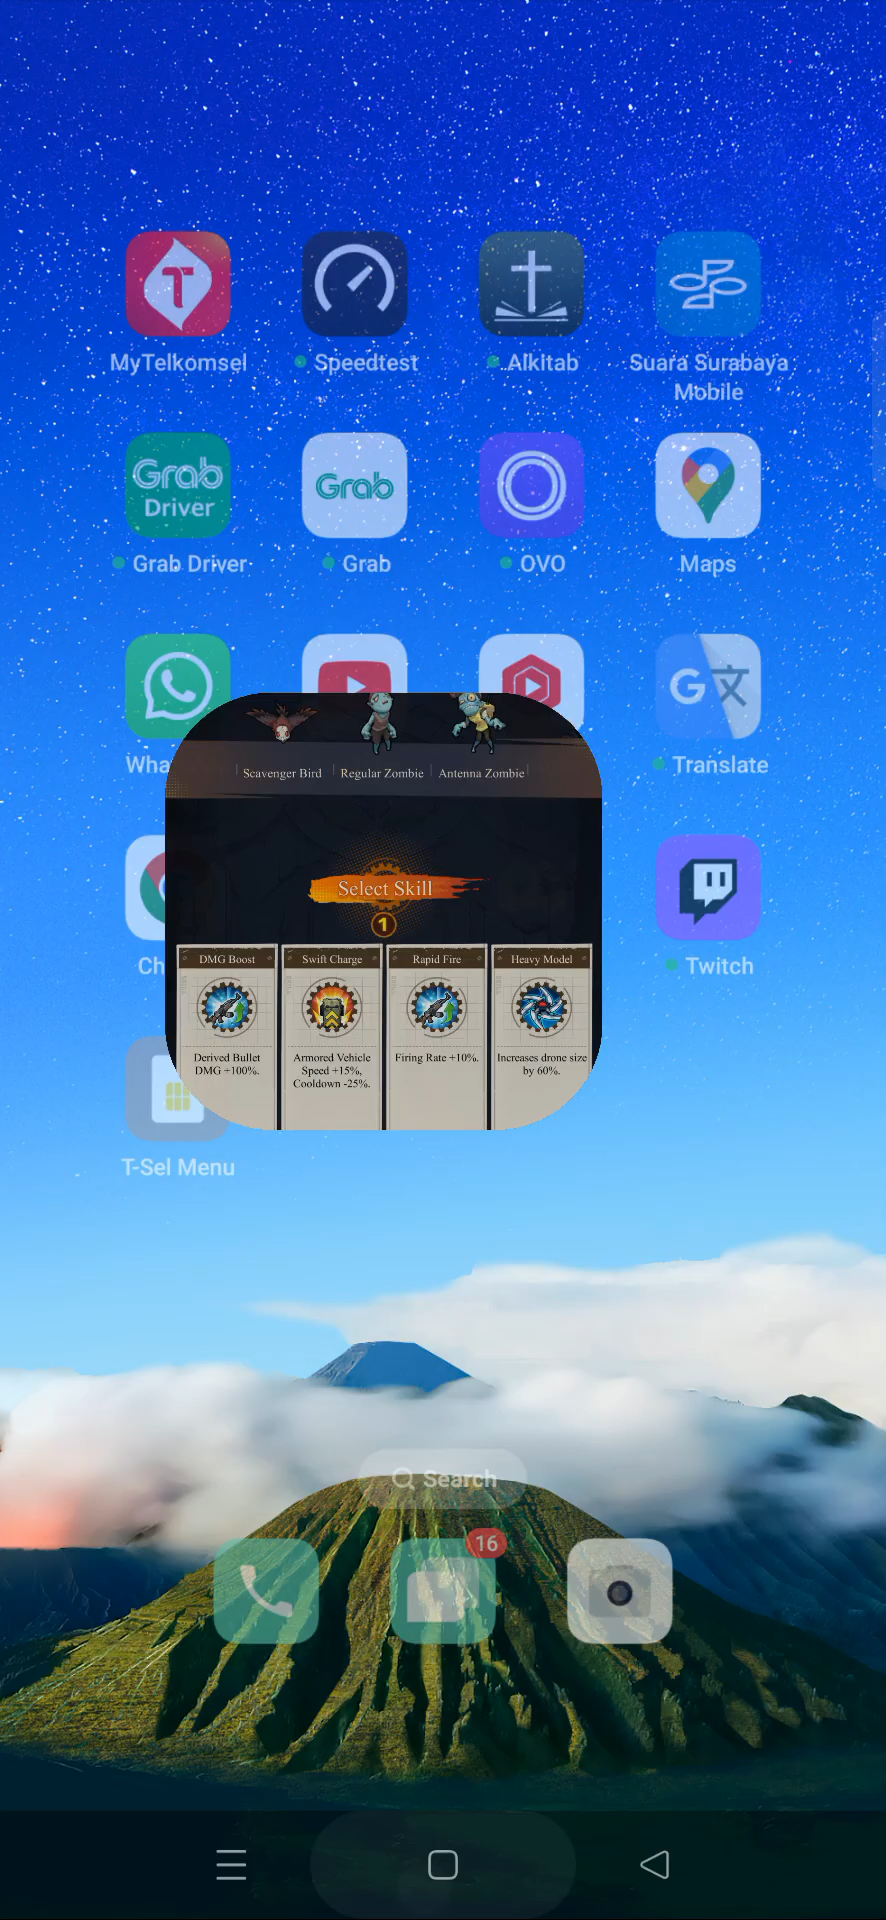 MyTelkomsel
Speedtest
Alkitab
Suara Surabaya
Mobile
Grab
Driver
Grab
Grab Driver
Grab
OVO
Maps
G文
Translate
Twitch
T-Sel Menu
Scavenger Bird
Regular Zombie
Antenna Zombie
Select Skill
1
DMG Boost
Swift Charge
Rapid Fire
Heavy Model
Derived Bullet
DMG +100%.
Armored Vehicle
Speed +15%,
Cooldown -25%.
Firing Rate +10%.
Increases drone size
by 60%.
Search
16